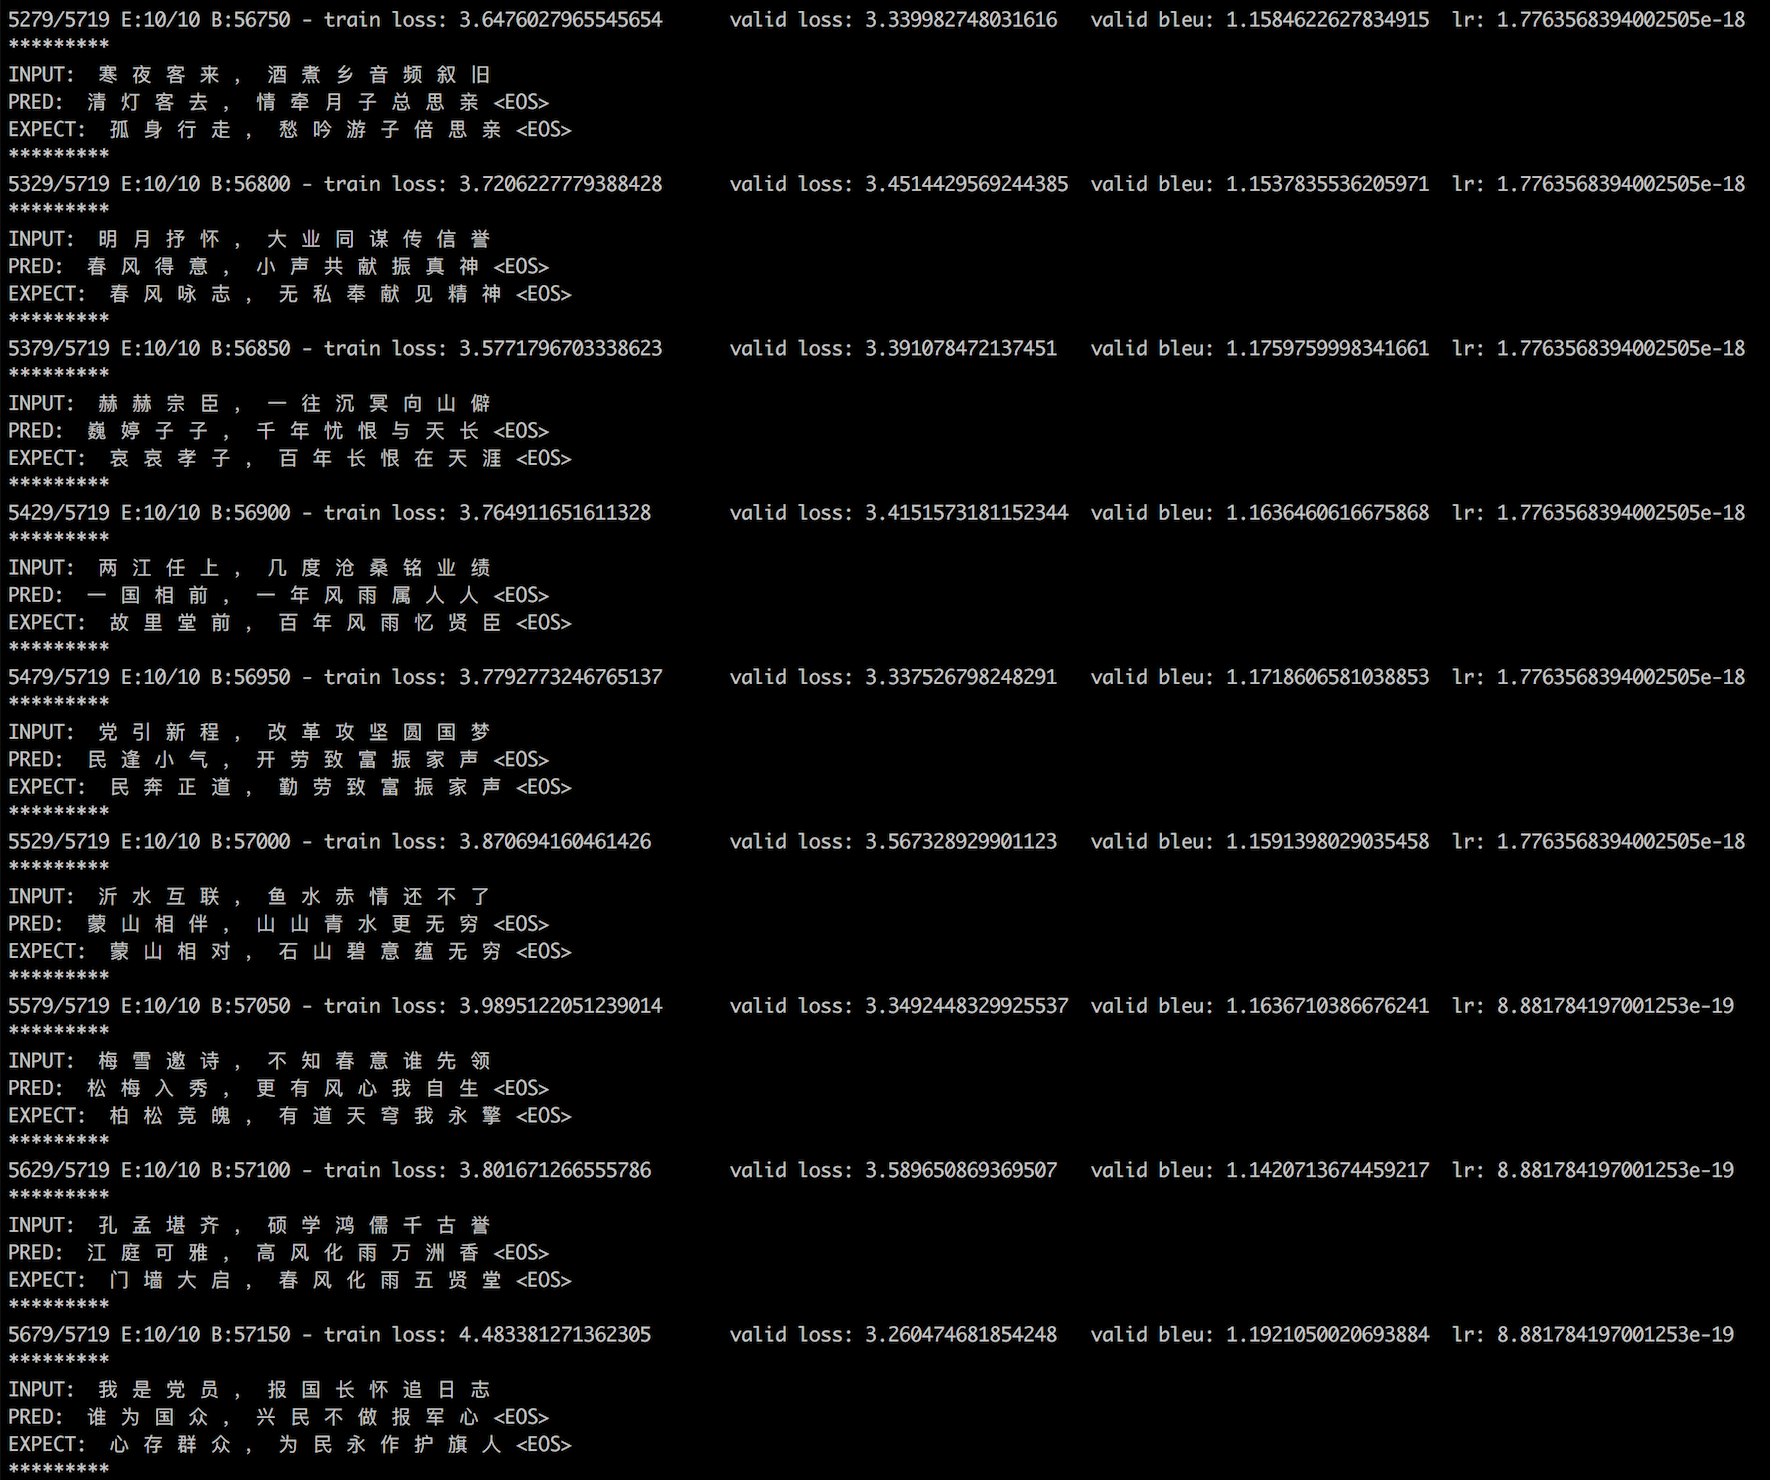 5279/5719 E:10/10 B:56750 - train loss: 3.6476027965545654 valid loss: 3.339982748031616 valid bleu: 1.1584622627834915 lr: 1.7763568394002505e-18
*********
INPUT: 寒 夜 客 来 ， 酒 煮 乡 音 频 叙 旧
PRED: 清 灯 客 去 ， 情 牵 月 子 总 思 亲 <EOS>
EXPECT: 孤 身 行 走 ， 愁 吟 游 子 倍 思 亲 <EOS>
*********
5329/5719 E:10/10 B:56800 - train loss: 3.7206227779388428 valid loss: 3.4514429569244385 valid bleu: 1.1537835536205971 lr: 1.7763568394002505e-18
*********
INPUT: 明 月 抒 怀 ， 大 业 同 谋 传 信 誉
PRED: 春 风 得 意 ， 小 声 共 献 振 真 神 <EOS>
EXPECT: 春 风 咏 志 ， 无 私 奉 献 见 精 神 <EOS>
*********
5379/5719 E:10/10 B:56850 - train loss: 3.5771796703338623 valid loss: 3.391078472137451 valid bleu: 1.1759759998341661 lr: 1.7763568394002505e-18
*********
INPUT: 赫 赫 宗 臣 ， 一 往 沉 冥 向 山 僻
PRED: 巍 婷 子 子 ， 千 年 忧 恨 与 天 长 <EOS>
EXPECT: 哀 哀 孝 子 ， 百 年 长 恨 在 天 涯 <EOS>
*********
5429/5719 E:10/10 B:56900 - train loss: 3.764911651611328 valid loss: 3.4151573181152344 valid bleu: 1.1636460616675868 lr: 1.7763568394002505e-18
*********
INPUT: 两 江 任 上 ， 几 度 沧 桑 铭 业 绩
PRED: 一 国 相 前 ， 一 年 风 雨 属 人 人 <EOS>
EXPECT: 故 里 堂 前 ， 百 年 风 雨 忆 贤 臣 <EOS>
*********
5479/5719 E:10/10 B:56950 - train loss: 3.7792773246765137 valid loss: 3.337526798248291 valid bleu: 1.1718606581038853 lr: 1.7763568394002505e-18
*********
INPUT: 党 引 新 程 ， 改 革 攻 坚 圆 国 梦
PRED: 民 逢 小 气 ， 开 劳 致 富 振 家 声 <EOS>
EXPECT: 民 奔 正 道 ， 勤 劳 致 富 振 家 声 <EOS>
*********
5529/5719 E:10/10 B:57000 - train loss: 3.870694160461426 valid loss: 3.567328929901123 valid bleu: 1.1591398029035458 lr: 1.7763568394002505e-18
*********
INPUT: 沂 水 互 联 ， 鱼 水 赤 情 还 不 了
PRED: 蒙 山 相 伴 ， 山 山 青 水 更 无 穷 <EOS>
EXPECT: 蒙 山 相 对 ， 石 山 碧 意 蕴 无 穷 <EOS>
*********
5579/5719 E:10/10 B:57050 - train loss: 3.9895122051239014 valid loss: 3.3492448329925537 valid bleu: 1.1636710386676241 lr: 8.881784197001253e-19
*********
INPUT: 梅 雪 邀 诗 ， 不 知 春 意 谁 先 领
PRED: 松 梅 入 秀 ， 更 有 风 心 我 自 生 <EOS>
EXPECT: 柏 松 竞 魄 ， 有 道 天 穹 我 永 擎 <EOS>
*********
5629/5719 E:10/10 B:57100 - train loss: 3.801671266555786 valid loss: 3.589650869369507 valid bleu: 1.1420713674459217 lr: 8.881784197001253e-19
*********
INPUT: 孔 孟 堪 齐 ， 硕 学 鸿 儒 千 古 誉
PRED: 江 庭 可 雅 ， 高 风 化 雨 万 洲 香 <EOS>
EXPECT: 门 墙 大 启 ， 春 风 化 雨 五 贤 堂 <EOS>
*********
5679/5719 E:10/10 B:57150 - train loss: 4.483381271362305 valid loss: 3.260474681854248 valid bleu: 1.1921050020693884 lr: 8.881784197001253e-19
*********
INPUT: 我 是 党 员 ， 报 国 长 怀 追 日 志
PRED: 谁 为 国 众 ， 兴 民 不 做 报 军 心 <EOS>
EXPECT: 心 存 群 众 ， 为 民 永 作 护 旗 人 <EOS>
*********